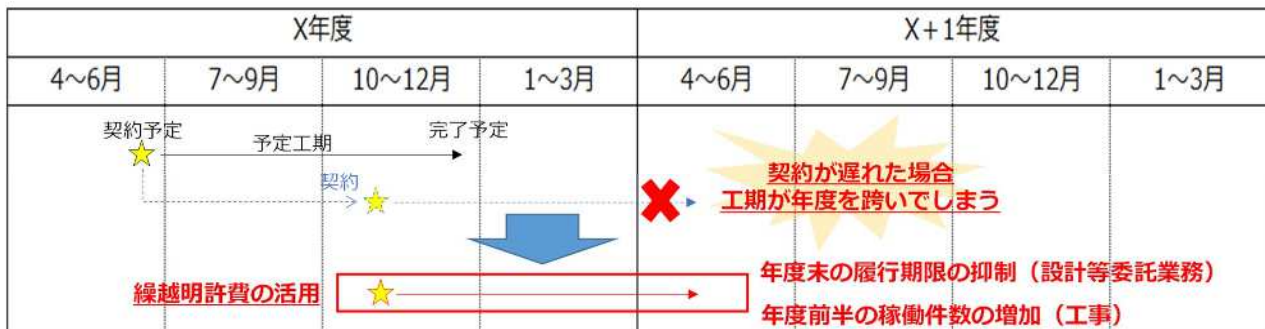 X年度
X+1年度
4～6月
7～9月
10～12月
1～3月
4～6月
7～9月
10～12月
1～3月
契約予定
予定工期
完了予定
契約
契約が遅れた場合
工期が年度を跨いでしまう
繰越明許費の活用
年度末の履行期限の抑制（設計等委託業務）
年度前半の稼働件数の増加（工事）